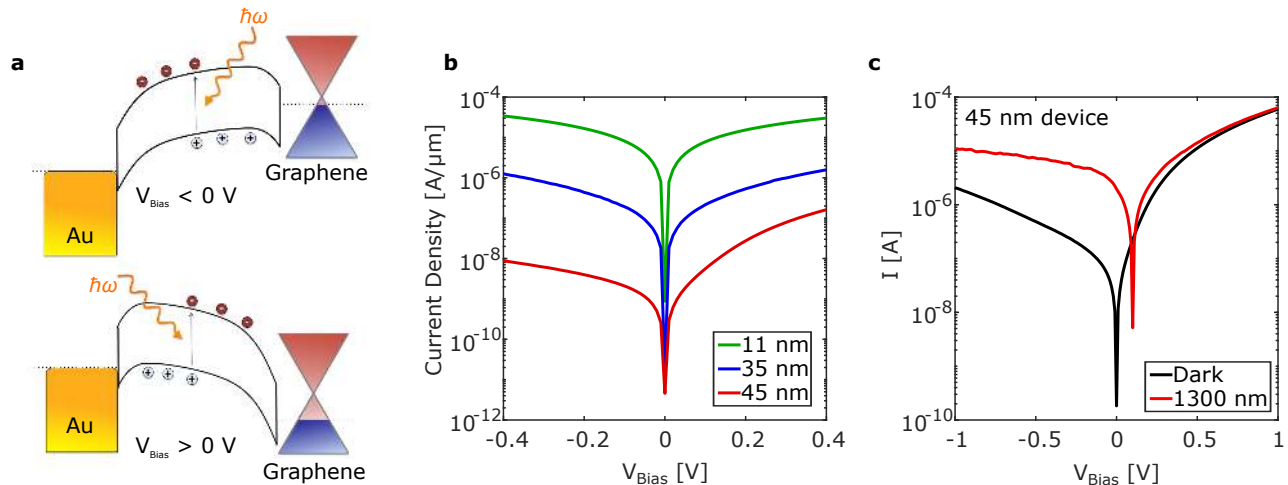 a
ħω
Graphene
V_Bias < 0 V
Au
ħω
Au
V_Bias > 0 V
Graphene
b
Current Density [A/µm]
10^-4
10^-6
10^-8
10^-10
10^-12
-0.4
-0.2
0
0.2
0.4
V_Bias [V]
11 nm
35 nm
45 nm
c
45 nm device
I [A]
10^-4
10^-6
10^-8
10^-10
-1
-0.5
0
0.5
1
V_Bias [V]
Dark
1300 nm